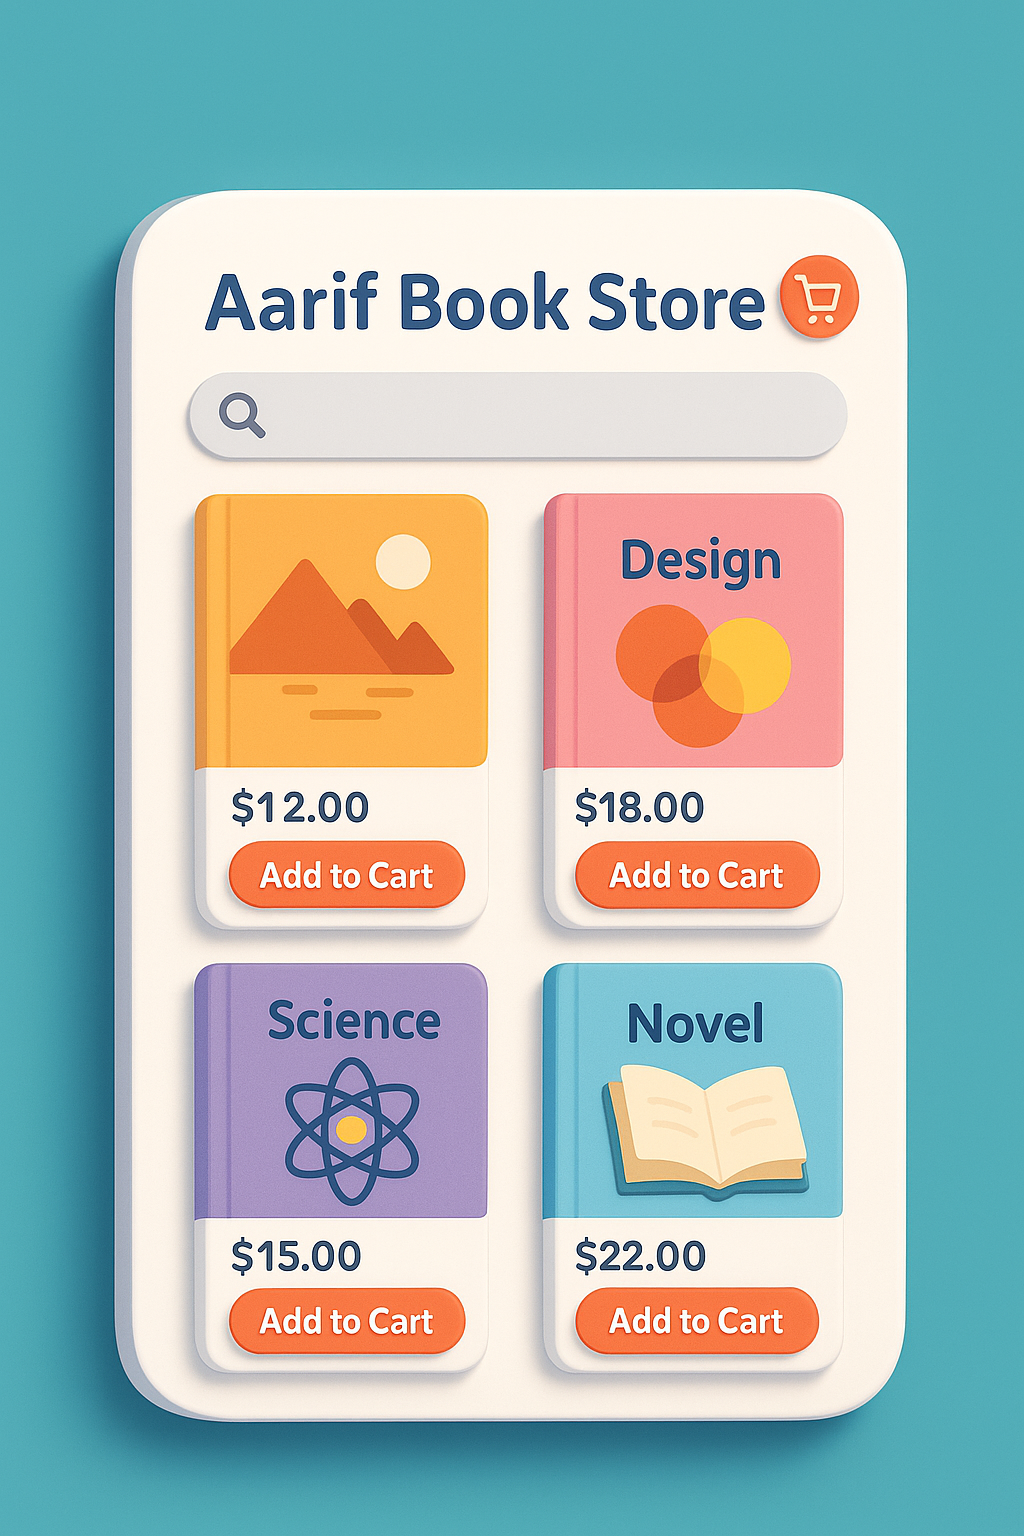 Aarif Book Store
Design
$12.00
$18.00
Add to Cart
Add to Cart
Science
Novel
$15.00
$22.00
Add to Cart
Add to Cart